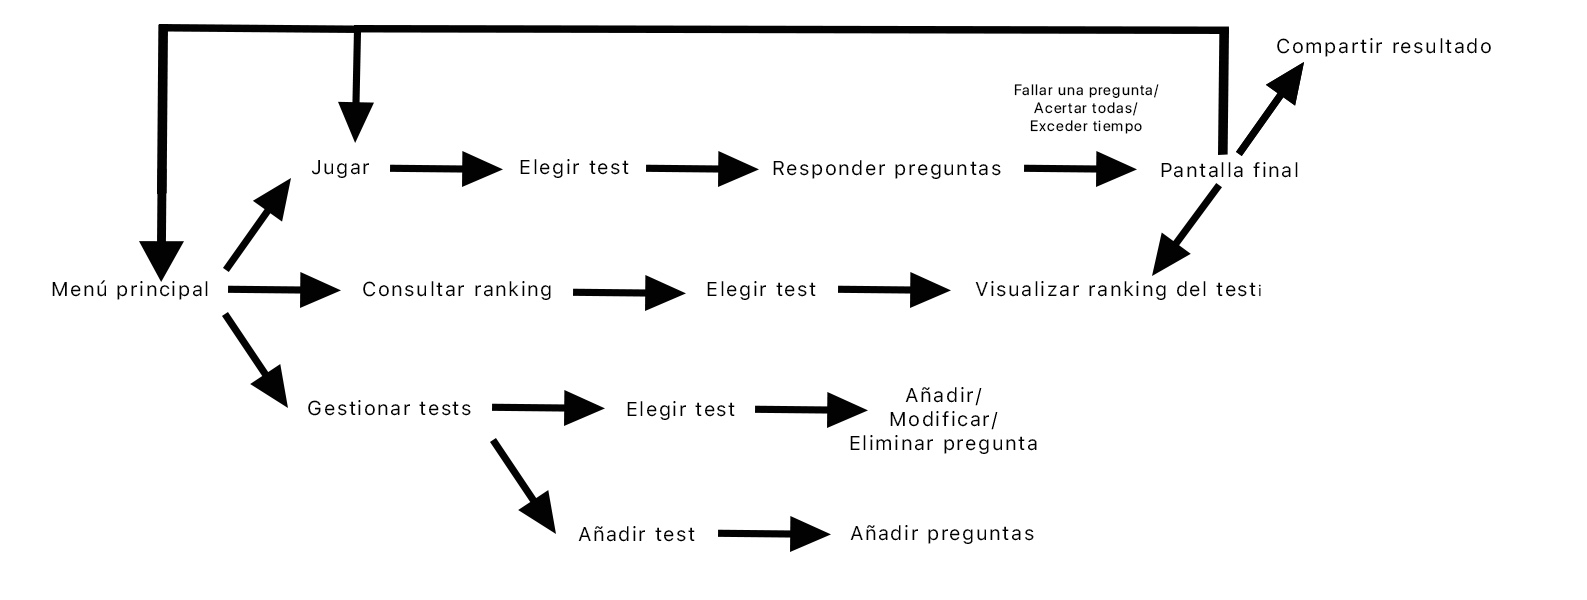 Compartir resultado
Fallar una pregunta/
Acertar todas/
Exceder tiempo
Jugar
Elegir test
Responder preguntas
Pantalla final
Menú principal
Consultar ranking
Elegir test
Visualizar ranking del testi
Gestionar tests
Elegir test
Añadir/
Modificar/
Eliminar pregunta
Añadir test
Añadir preguntas